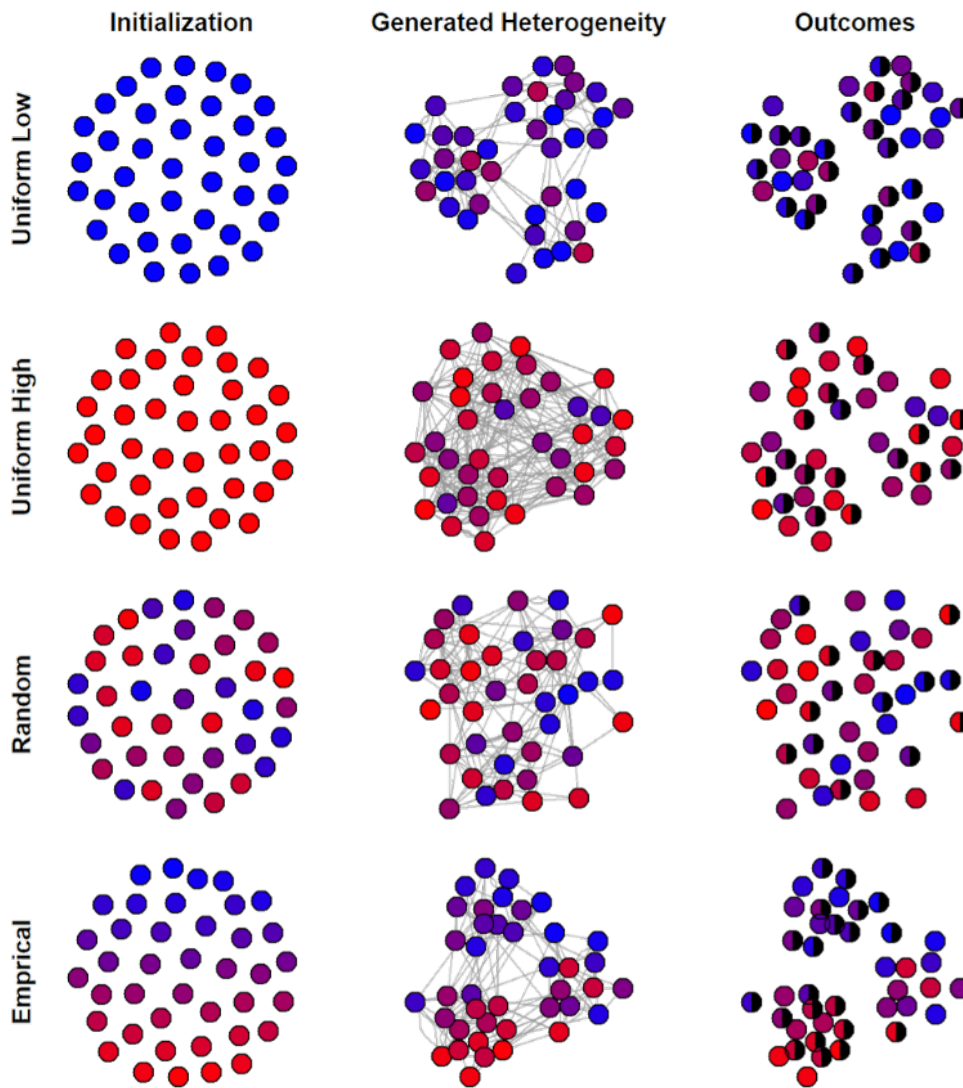 Initialization
Generated Heterogeneity
Outcomes
Uniform Low
Uniform High
Random
Emprical